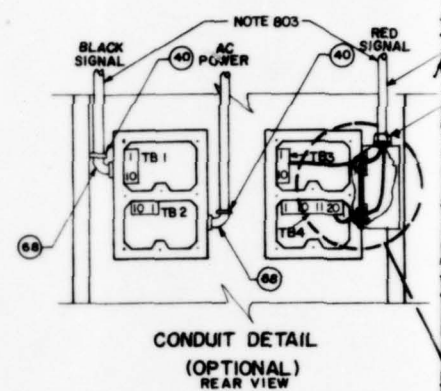 NOTE 803
BLACK
SIGNAL
40
AC
POWER
40
RED
SIGNAL
1
TB 1
10
10 1
TB 2
1
TB3
10
1 10 11 20
TB4
68
68
CONDUIT DETAIL
(OPTIONAL)
REAR VIEW